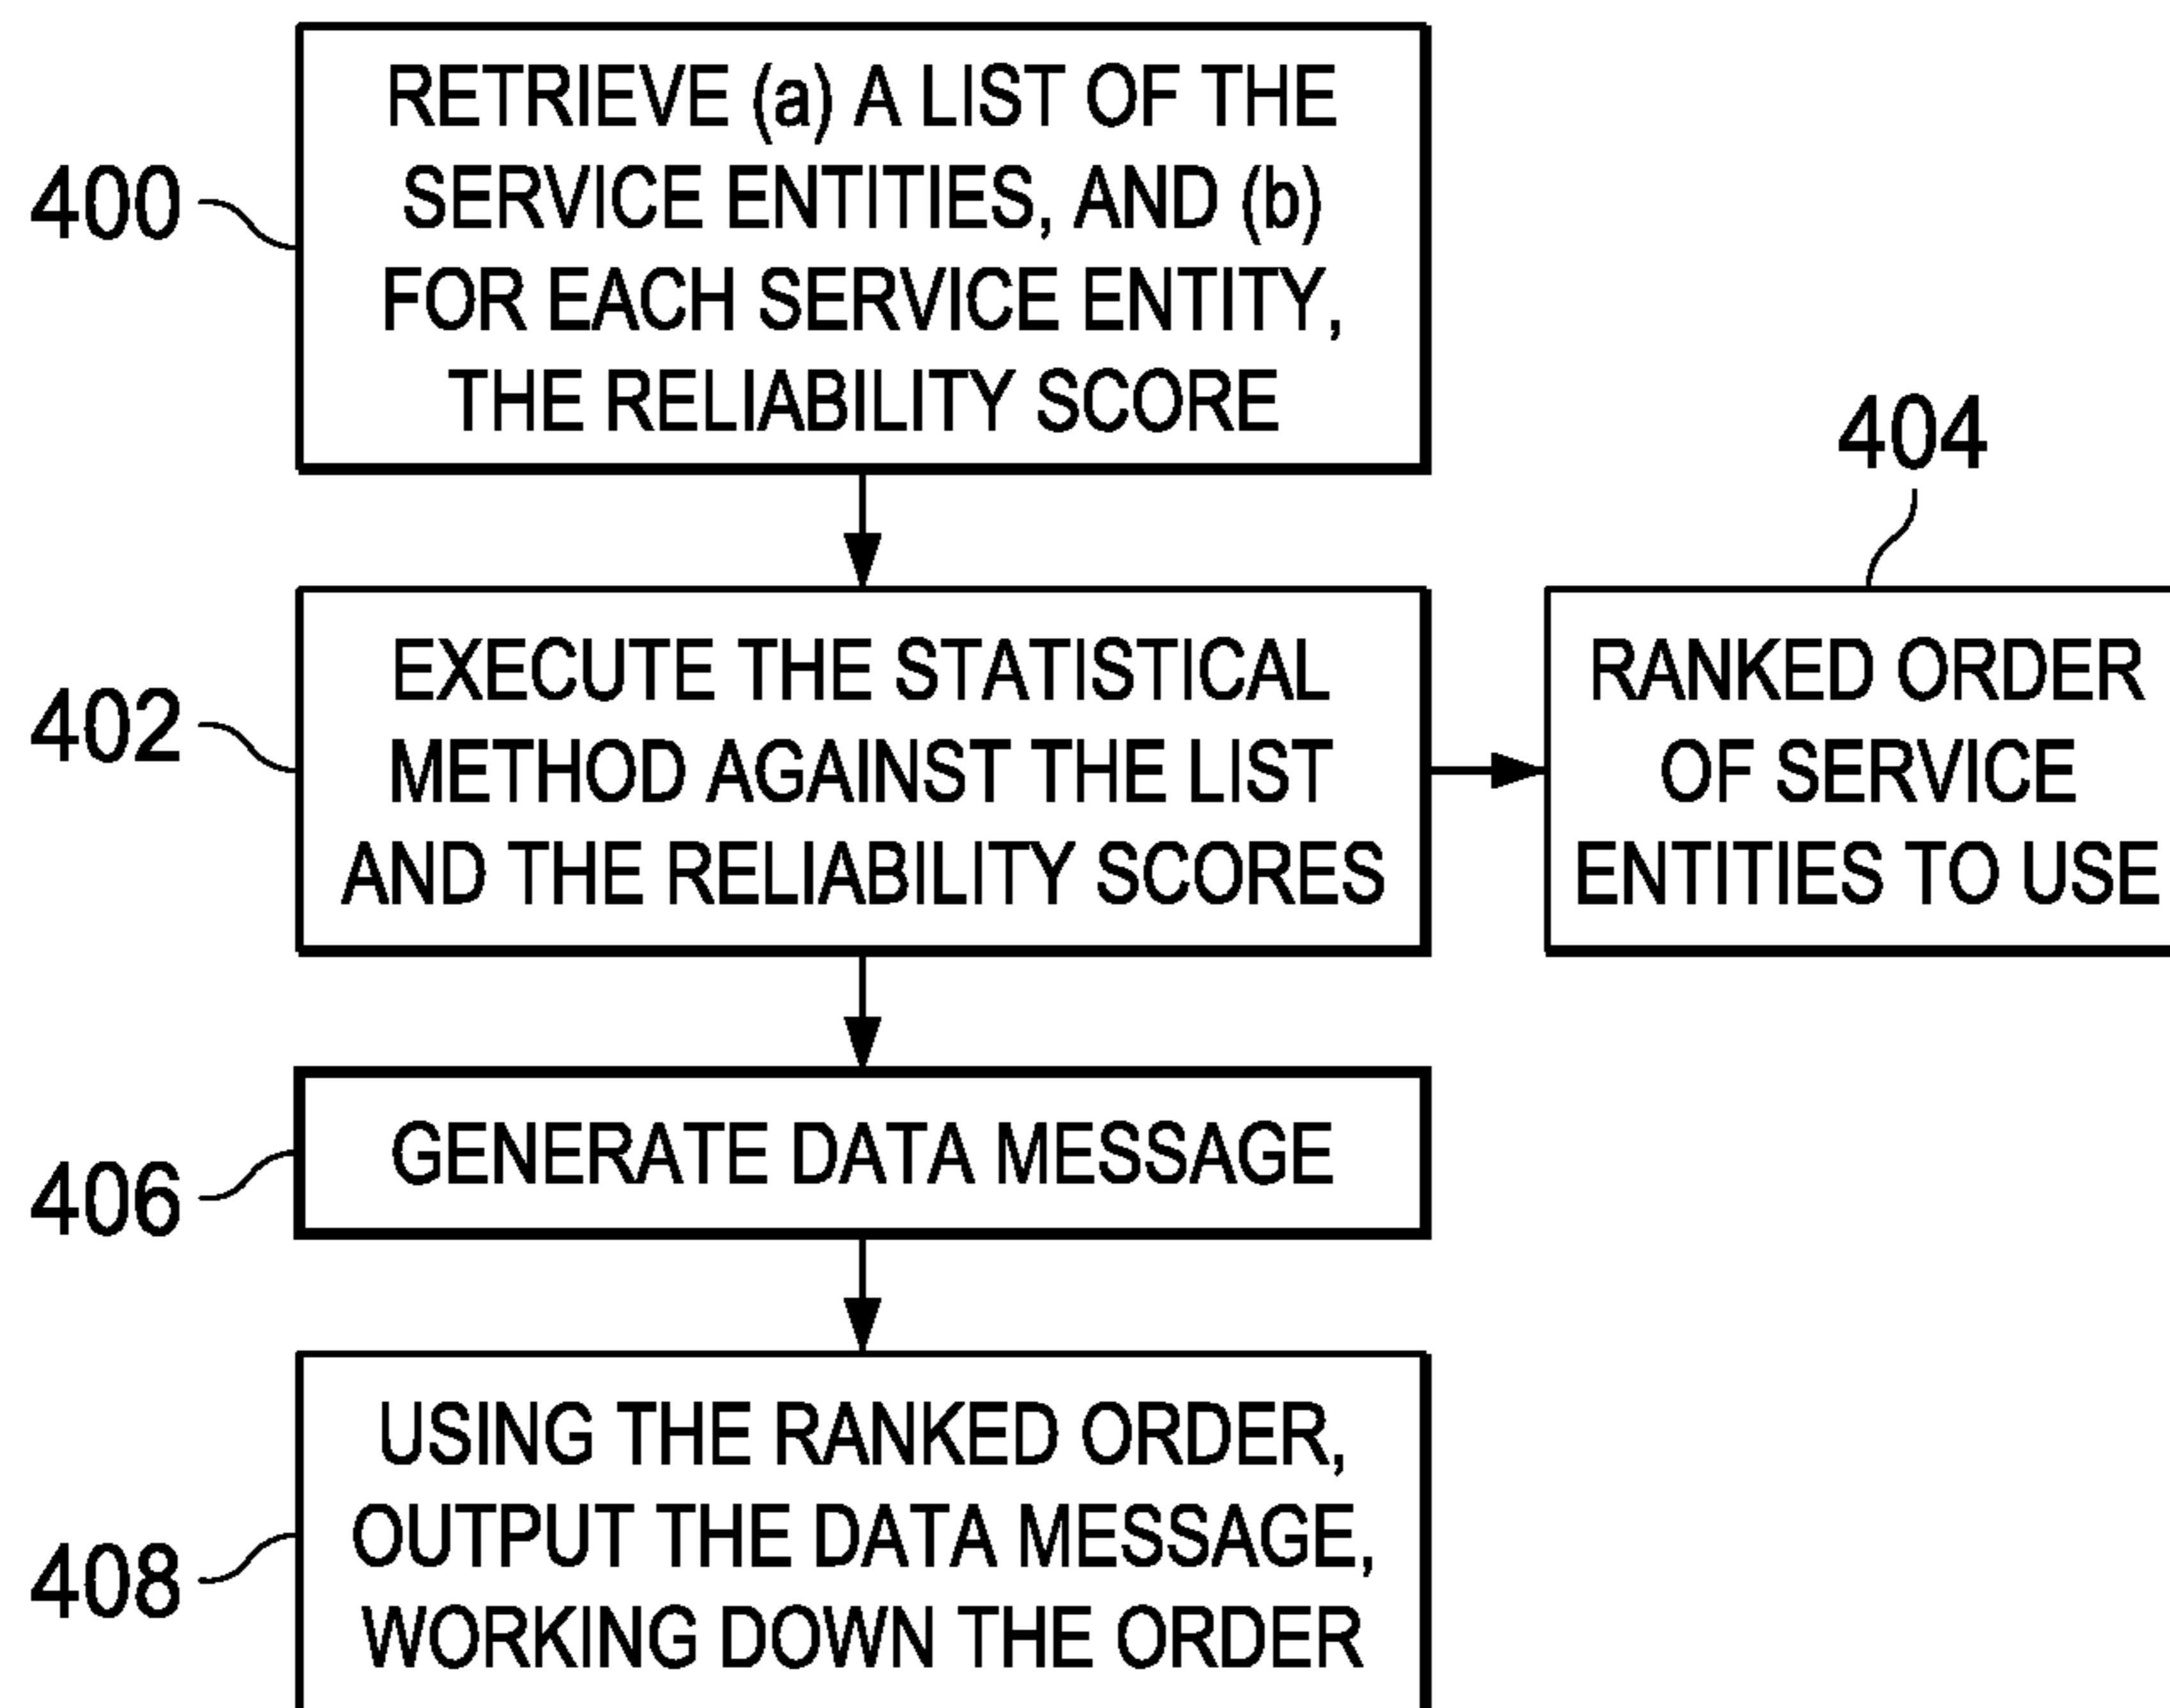 400
RETRIEVE (a) A LIST OF THE
SERVICE ENTITIES, AND (b)
FOR EACH SERVICE ENTITY,
THE RELIABILITY SCORE
402
EXECUTE THE STATISTICAL
METHOD AGAINST THE LIST
AND THE RELIABILITY SCORES
404
RANKED ORDER
OF SERVICE
ENTITIES TO USE
406
GENERATE DATA MESSAGE
408
USING THE RANKED ORDER,
OUTPUT THE DATA MESSAGE,
WORKING DOWN THE ORDER